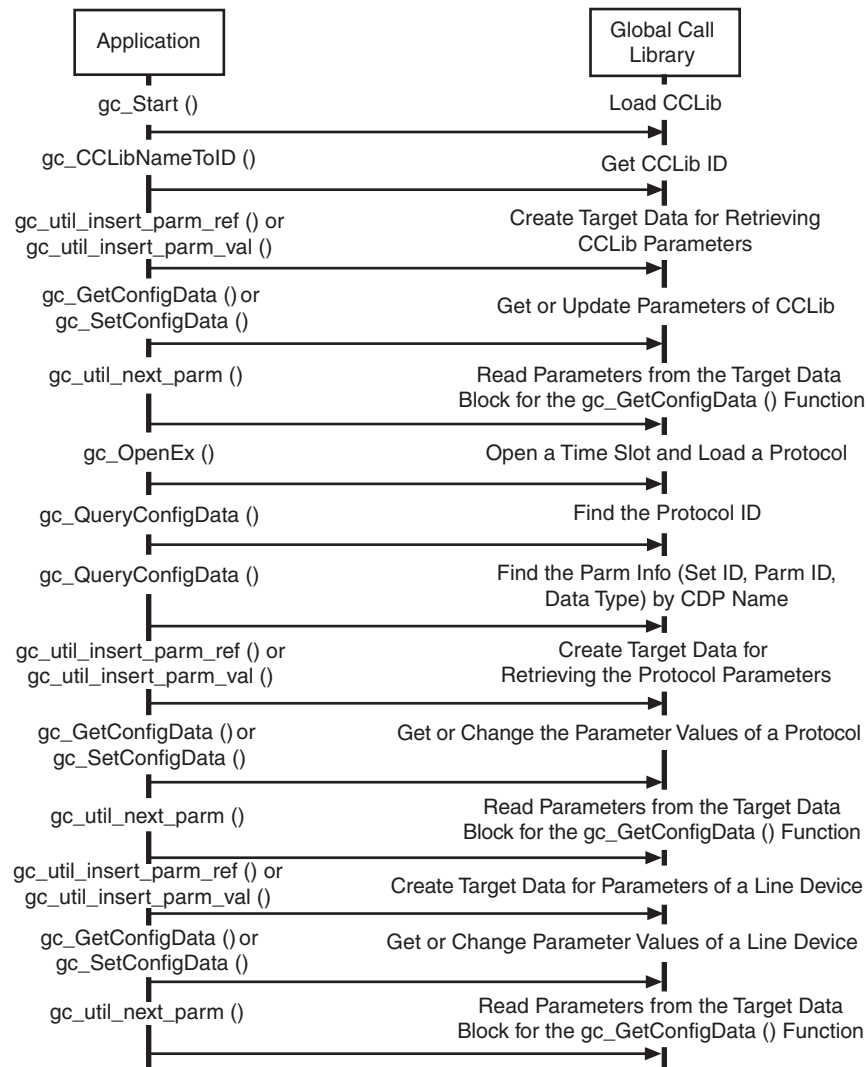 Application
Global Call
Library
gc_Start ()
Load CCLib
gc_CCLibNameToID ()
Get CCLib ID
gc_util_insert_parm_ref () or
gc_util_insert_parm_val ()
Create Target Data for Retrieving
CCLib Parameters
gc_GetConfigData () or
gc_SetConfigData ()
Get or Update Parameters of CCLib
gc_util_next_parm ()
Read Parameters from the Target Data
Block for the gc_GetConfigData () Function
gc_OpenEx ()
Open a Time Slot and Load a Protocol
gc_QueryConfigData ()
Find the Protocol ID
gc_QueryConfigData ()
Find the Parm Info (Set ID, Parm ID,
Data Type) by CDP Name
gc_util_insert_parm_ref () or
gc_util_insert_parm_val ()
Create Target Data for
Retrieving the Protocol Parameters
gc_GetConfigData () or
gc_SetConfigData ()
Get or Change the Parameter Values of a Protocol
gc_util_next_parm ()
Read Parameters from the Target Data
Block for the gc_GetConfigData () Function
gc_util_insert_parm_ref () or
gc_util_insert_parm_val ()
Create Target Data for Parameters of a Line Device
gc_GetConfigData () or
gc_SetConfigData ()
Get or Change Parameter Values of a Line Device
gc_util_next_parm ()
Read Parameters from the Target Data
Block for the gc_GetConfigData () Function